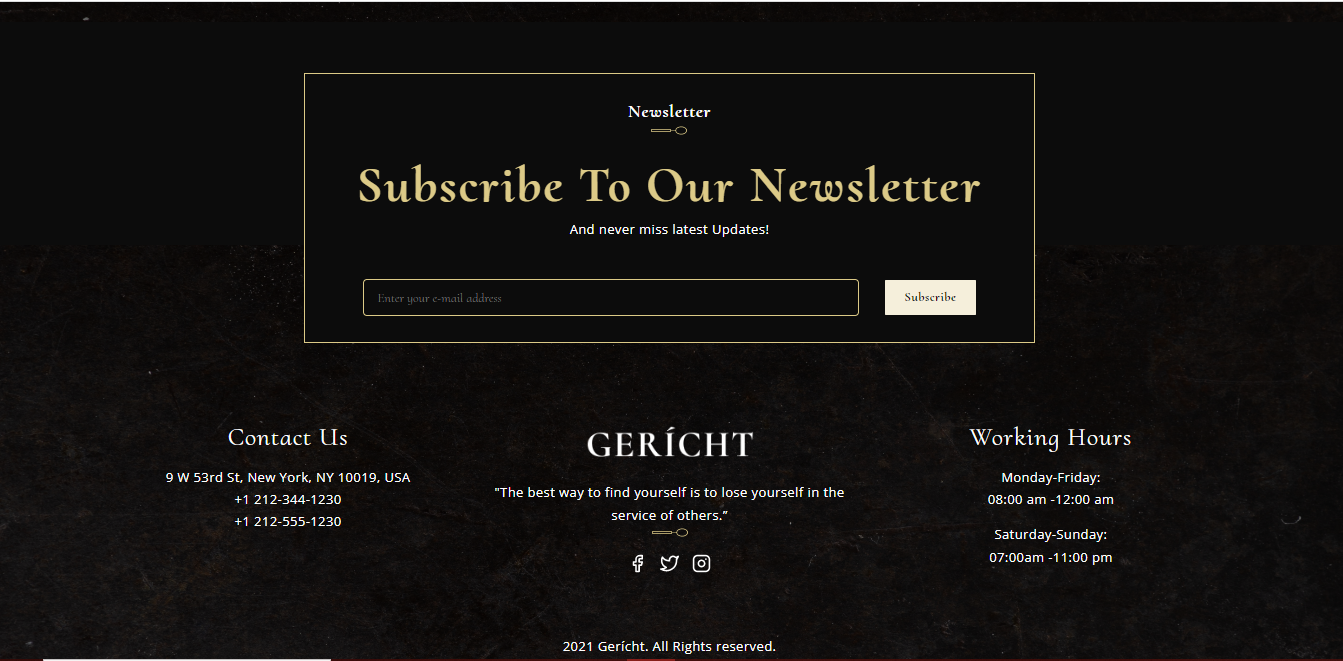 Newsletter
Subscribe To Our Newsletter
And never miss latest Updates!
Enter your e-mail address
Subscribe
Contact Us
9 W 53rd St, New York, NY 10019, USA
+1 212-344-1230
+1 212-555-1230
GERÍCHT
"The best way to find yourself is to lose yourself in the
service of others.”
Working Hours
Monday-Friday:
08:00 am -12:00 am
Saturday-Sunday:
07:00am -11:00 pm
2021 Gerícht. All Rights reserved.